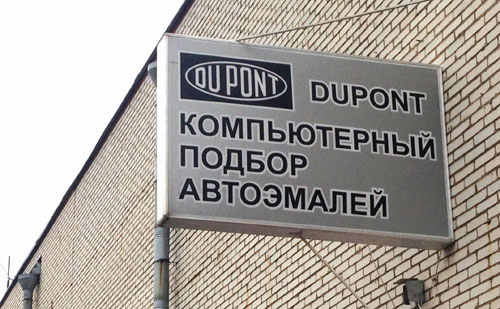 DUPONT DUPONT
КОМПЬЮТЕРНЫЙ
ПОДБОР
АВТОЭМАЛЕЙ